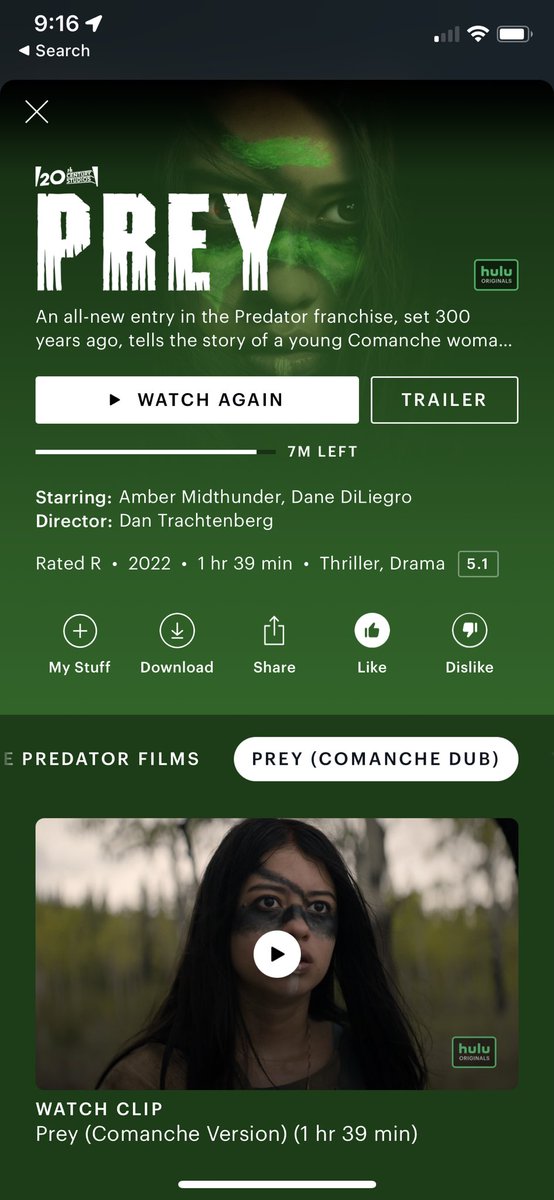 9:16
Search
20th CENTURY STUDIOS
PREY
hulu
ORIGINALS
An all-new entry in the Predator franchise, set 300
years ago, tells the story of a young Comanche woma...
WATCH AGAIN
TRAILER
7M LEFT
Starring: Amber Midthunder, Dane DiLiegro
Director: Dan Trachtenberg
Rated R • 2022 • 1 hr 39 min • Thriller, Drama 5.1
My Stuff
Download
Share
Like
Dislike
E PREDATOR FILMS
PREY (COMANCHE DUB)
hulu
ORIGINALS
WATCH CLIP
Prey (Comanche Version) (1 hr 39 min)